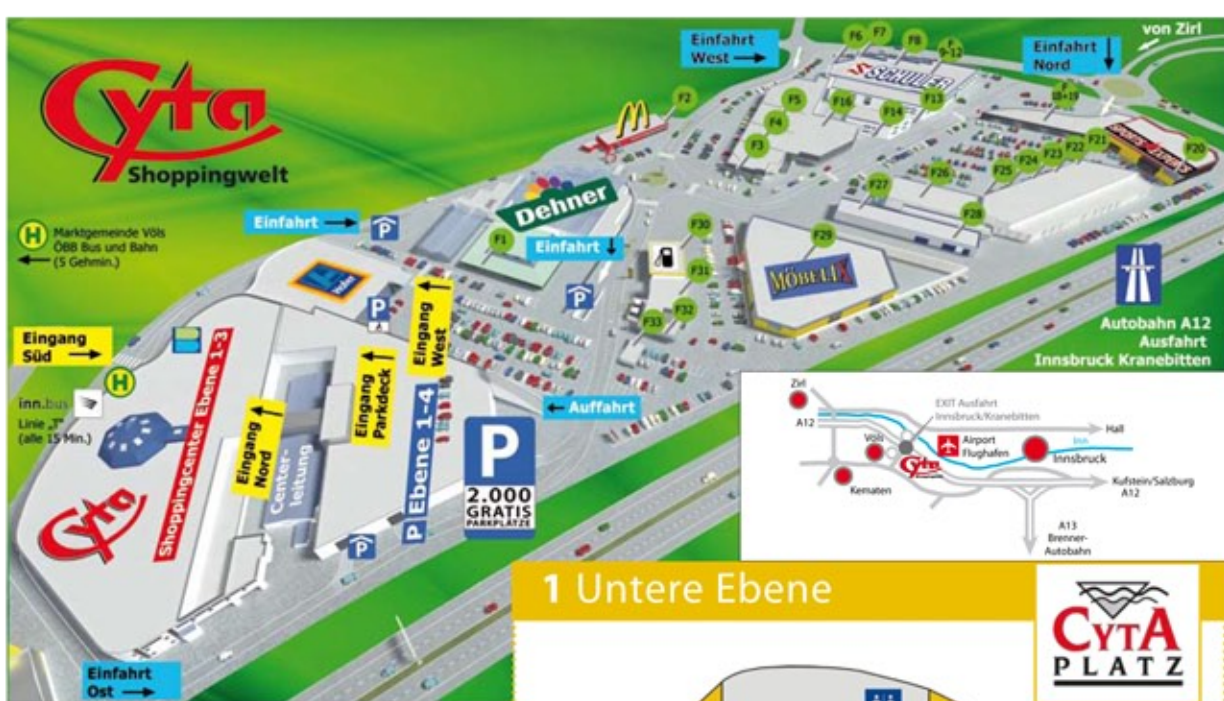 Cyta
Shoppingwelt
H
Marktgemeinde Völs
ÖBB Bus und Bahn
(5 Gehmin.)
Einfahrt
West
F6
F7
F8
F
9-12
Einfahrt
Nord
von Zirl
F2
F5
F4
F3
SCHULLER
F16
F14
F13
F
18+19
F20
F21
F22
F23
F24
F25
F26
F27
F28
Dehner
F1
Einfahrt
Einfahrt
P
P
P
F30
F31
F32
F33
F29
MÖBELIX
Autobahn A12
Ausfahrt
Innsbruck Kranebitten
Hofer
Eingang
Süd
H
inn.bus
Linie „T"
(alle 15 Min.)
Shoppingcenter Ebene 1-3
Cyta
Eingang
Nord
Center-
leitung
Eingang
Parkdeck
Eingang
West
P Ebene 1-4
P
Auffahrt
P
2.000
GRATIS
PARKPLÄTZE
Einfahrt
Ost
Zirl
A12
EXIT Ausfahrt
Innsbruck/Kranebitten
Hall
Völs
Airport
Flughafen
Inn
Innsbruck
Cyta
Kematen
Kufstein/Salzburg
A12
A13
Brenner-
Autobahn
1 Untere Ebene
CYTA
PLATZ